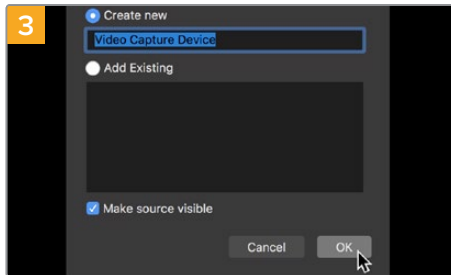 3
Create new
Video Capture Device
Add Existing
Make source visible
Cancel OK